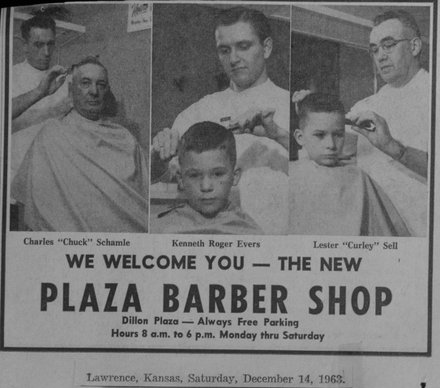 Charles "Chuck" Schamle
Kenneth Roger Evers
Lester "Curley" Sell
WE WELCOME YOU — THE NEW
PLAZA BARBER SHOP
Dillon Plaza — Always Free Parking
Hours 8 a.m. to 6 p.m. Monday thru Saturday
Lawrence, Kansas, Saturday, December 14, 1963.